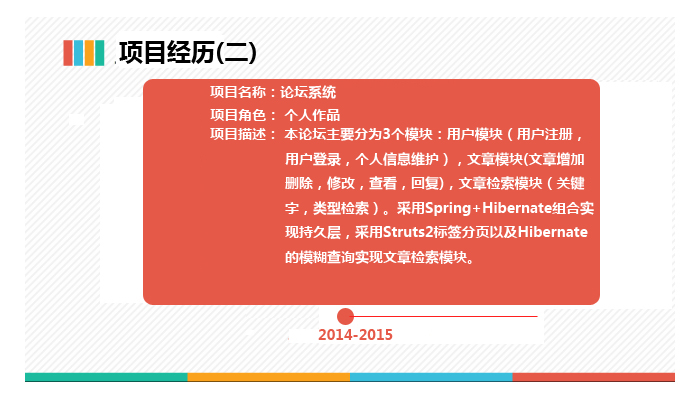 项目经历(二)
项目名称：论坛系统
项目角色： 个人作品
项目描述： 本论坛主要分为3个模块：用户模块（用户注册，
用户登录，个人信息维护），文章模块(文章增加
删除，修改，查看，回复)，文章检索模块（关键
字，类型检索）。采用Spring+Hibernate组合实
现持久层，采用Struts2标签分页以及Hibernate
的模糊查询实现文章检索模块。
2014-2015